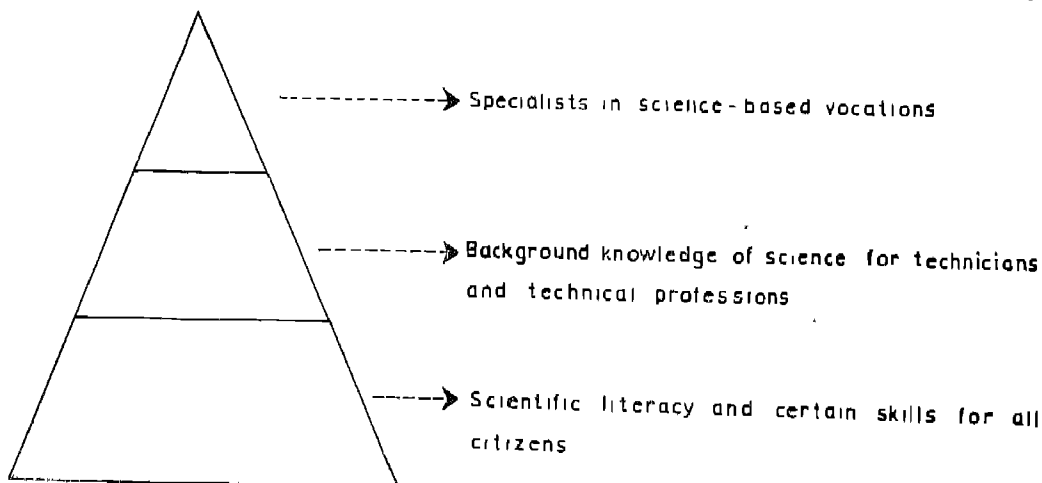 Specialists in science-based vocations
Background knowledge of science for technicians
and technical professions
Scientific literacy and certain skills for all
citizens